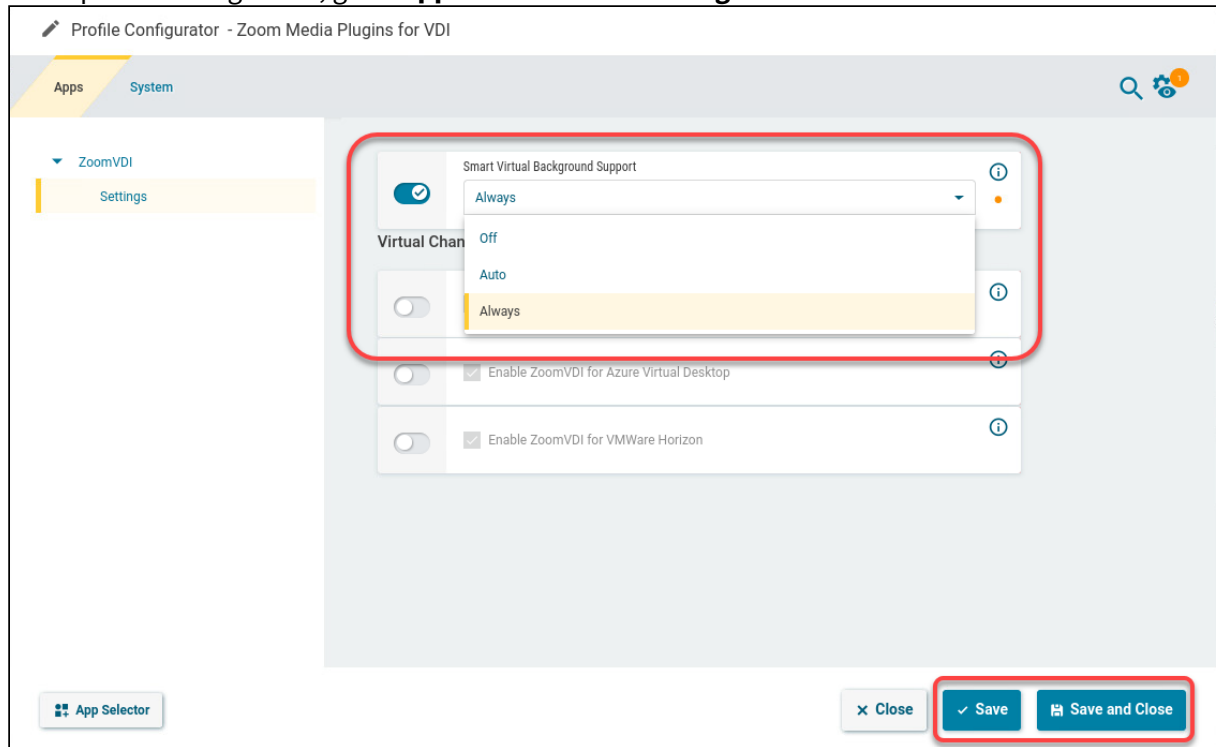 Profile Configurator - Zoom Media Plugins for VDI
Apps System
1
ZoomVDI
Settings
Smart Virtual Background Support
Always
Off
Auto
Always
Virtual Chan
Enable ZoomVDI for Azure Virtual Desktop
Enable ZoomVDI for VMWare Horizon
App Selector
Close Save Save and Close